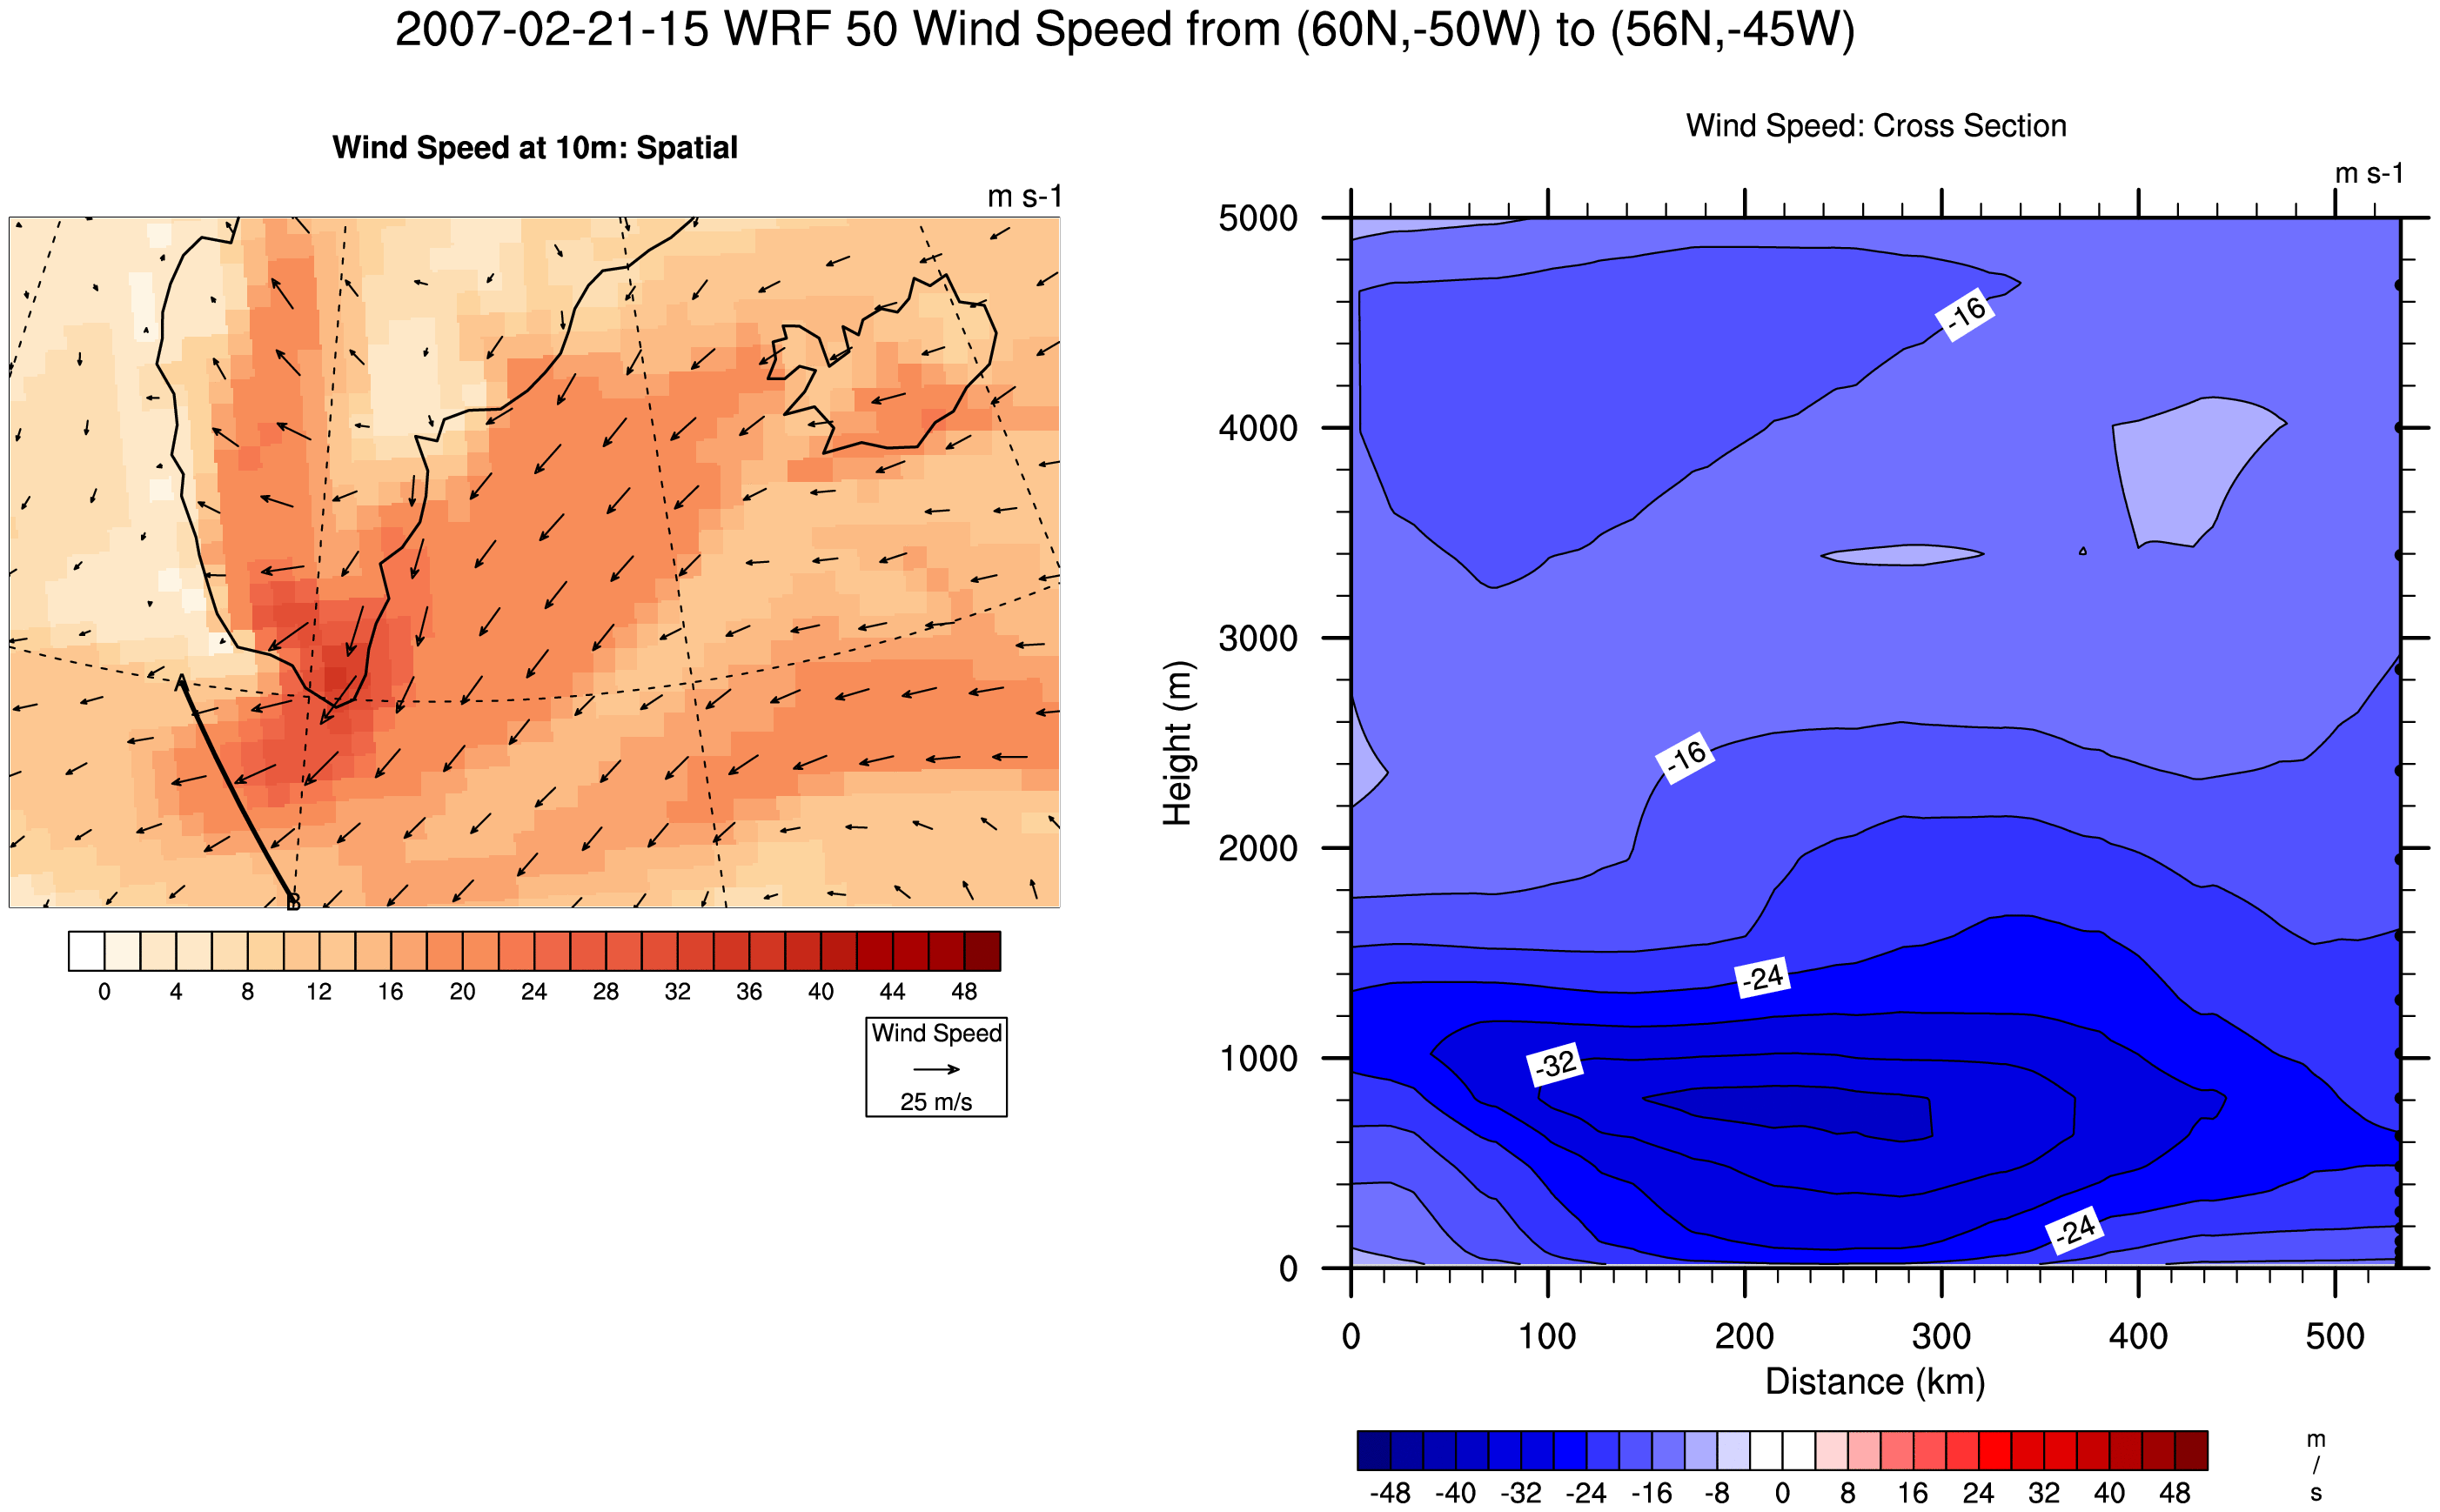 2007-02-21-15 WRF 50 Wind Speed from (60N,-50W) to (56N,-45W)
Wind Speed at 10m: Spatial
m s-1
A
B
0 4 8 12 16 20 24 28 32 36 40 44 48
Wind Speed
25 m/s
Wind Speed: Cross Section
m s-1
5000
4000
3000
2000
1000
0
Height (m)
-16
-16
-24
-32
-24
0 100 200 300 400 500
Distance (km)
-48 -40 -32 -24 -16 -8 0 8 16 24 32 40 48
m
/
s